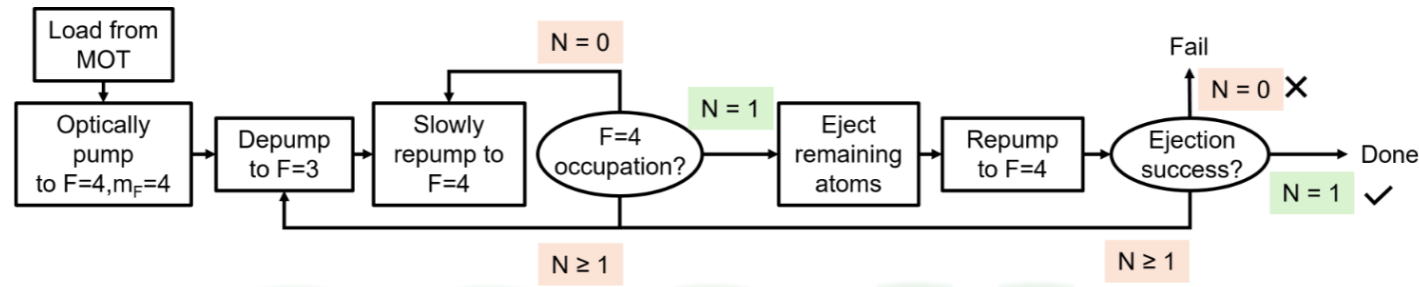 Load from
MOT
Optically
pump
to F=4,mF=4
Depump
to F=3
Slowly
repump to
F=4
N = 0
F=4
occupation?
N = 1
N ≥ 1
Eject
remaining
atoms
Repump
to F=4
Ejection
success?
Fail
N = 0 ✕
Done
N = 1 ✓
N ≥ 1